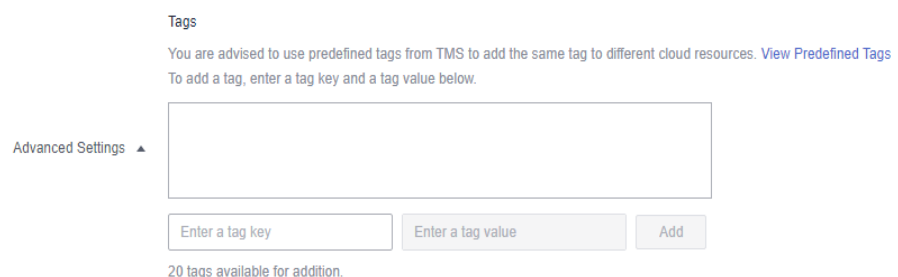 Tags
You are advised to use predefined tags from TMS to add the same tag to different cloud resources. View Predefined Tags
To add a tag, enter a tag key and a tag value below.
Advanced Settings
Enter a tag key
Enter a tag value
Add
20 tags available for addition.